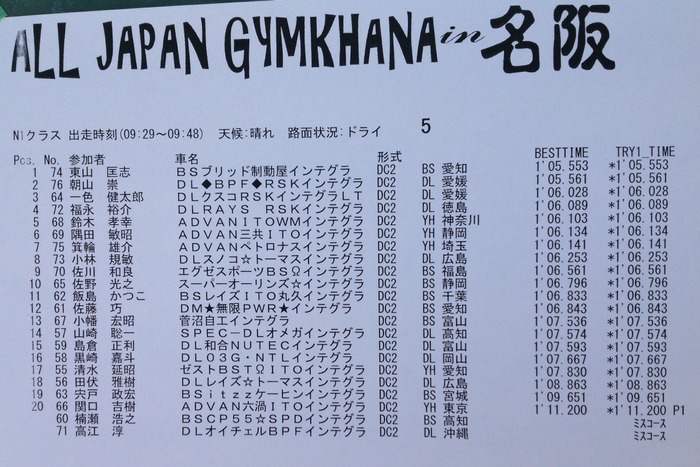 ALL JAPAN GYMKHANA in 名阪
N1クラス 出走時刻(09:29～09:48) 天候:晴れ 路面状況:ドライ 5
Pos. No. 参加者 車名 形式 BESTTIME TRY1_TIME
1 74 東山 匡志 BSブリッド制動屋インテグラ DC2 BS 愛知 1'05.553 *1'05.553
2 76 朝山 崇 DL◆BPF◆RSKインテグラ DC2 DL 愛媛 1'05.561 *1'05.561
3 64 一色 健太郎 DLクスコRSKインテグラLT DC2 DL 愛媛 1'06.028 *1'06.028
4 72 福永 裕介 DLRAYS RSKインテグラ DC2 DL 徳島 1'06.089 *1'06.089
5 68 鈴木 孝幸 ADVANITOWMインテグラ DC2 YH 神奈川 1'06.103 *1'06.103
6 69 隅田 敏昭 ADVAN三共ITOインテグラ DC2 YH 静岡 1'06.134 *1'06.134
7 75 箕輪 雄介 ADVANペトロナスインテグラ DC2 YH 埼玉 1'06.141 *1'06.141
8 73 小林 規敏 DLスノコ☆トーマスインテグラ DC2 DL 広島 1'06.253 *1'06.253
9 70 佐川 和良 エグゼスポーツBSΩインテグラ DC2 BS 福島 1'06.561 *1'06.561
10 65 佐野 光之 スーパーオーリンズ☆インテグラ DC2 BS 静岡 1'06.796 *1'06.796
11 62 飯島 かつこ BSレイズITO丸久インテグラ DC2 BS 千葉 1'06.833 *1'06.833
12 61 佐藤 巧 DM★無限PWR★インテグラ DC2 BS 愛知 1'06.843 *1'06.843
13 67 小幡 宏昭 菅沼自工インテグラ DC2 BS 富山 1'07.536 *1'07.536
14 57 山崎 聡一 SPEC-DLオメガインテグラ DC2 DL 高知 1'07.574 *1'07.574
15 59 島倉 正利 DL和合NUTECインテグラ DC2 DL 富山 1'07.593 *1'07.593
16 58 黒崎 嘉斗 DLO3G・NTLインテグラ DC2 DL 岡山 1'07.667 *1'07.667
17 55 清水 延昭 ゼストBSTΩITOインテグラ DC2 YH 愛知 1'07.830 *1'07.830
18 56 田伏 雅樹 DLレイズ☆トーマスインテグラ DC2 DL 広島 1'08.863 *1'08.863
19 63 宍戸 政宏 BSitzzケーヒンインテグラ DC2 BS 宮城 1'09.651 *1'09.651
20 66 関口 吉樹 ADVAN六渦ITOインテグラ DC2 YH 東京 1'11.200 *1'11.200 P1
60 楠瀬 浩之 BSCP55☆SPDインテグラ DC2 BS 高知 ミスコース
71 高江 淳 DLオイチェルBPFインテグラ DC2 DL 沖縄 ミスコース